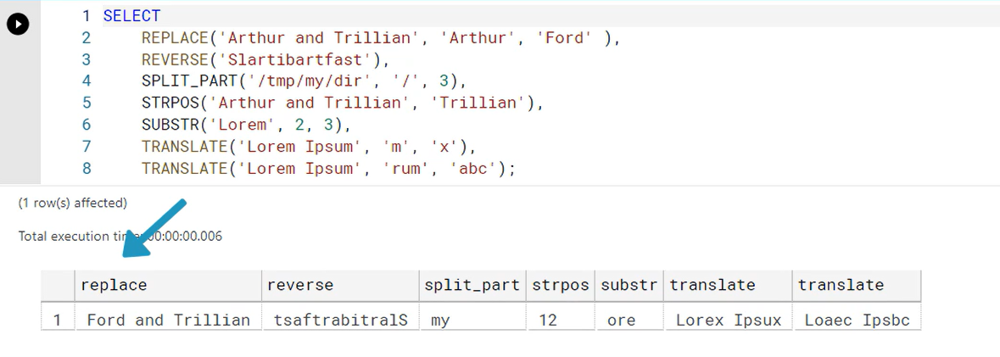 1 SELECT
2 REPLACE('Arthur and Trillian', 'Arthur', 'Ford' ),
3 REVERSE('Slartibartfast'),
4 SPLIT_PART('/tmp/my/dir', '/', 3),
5 STRPOS('Arthur and Trillian', 'Trillian'),
6 SUBSTR('Lorem', 2, 3),
7 TRANSLATE('Lorem Ipsum', 'm', 'x'),
8 TRANSLATE('Lorem Ipsum', 'rum', 'abc');
(1 row(s) affected)
Total execution time: 00:00:00.006
replace reverse split_part strpos substr translate translate
1 Ford and Trillian tsaftrabitralS my 12 ore Lorex Ipsux Loaec Ipsbc